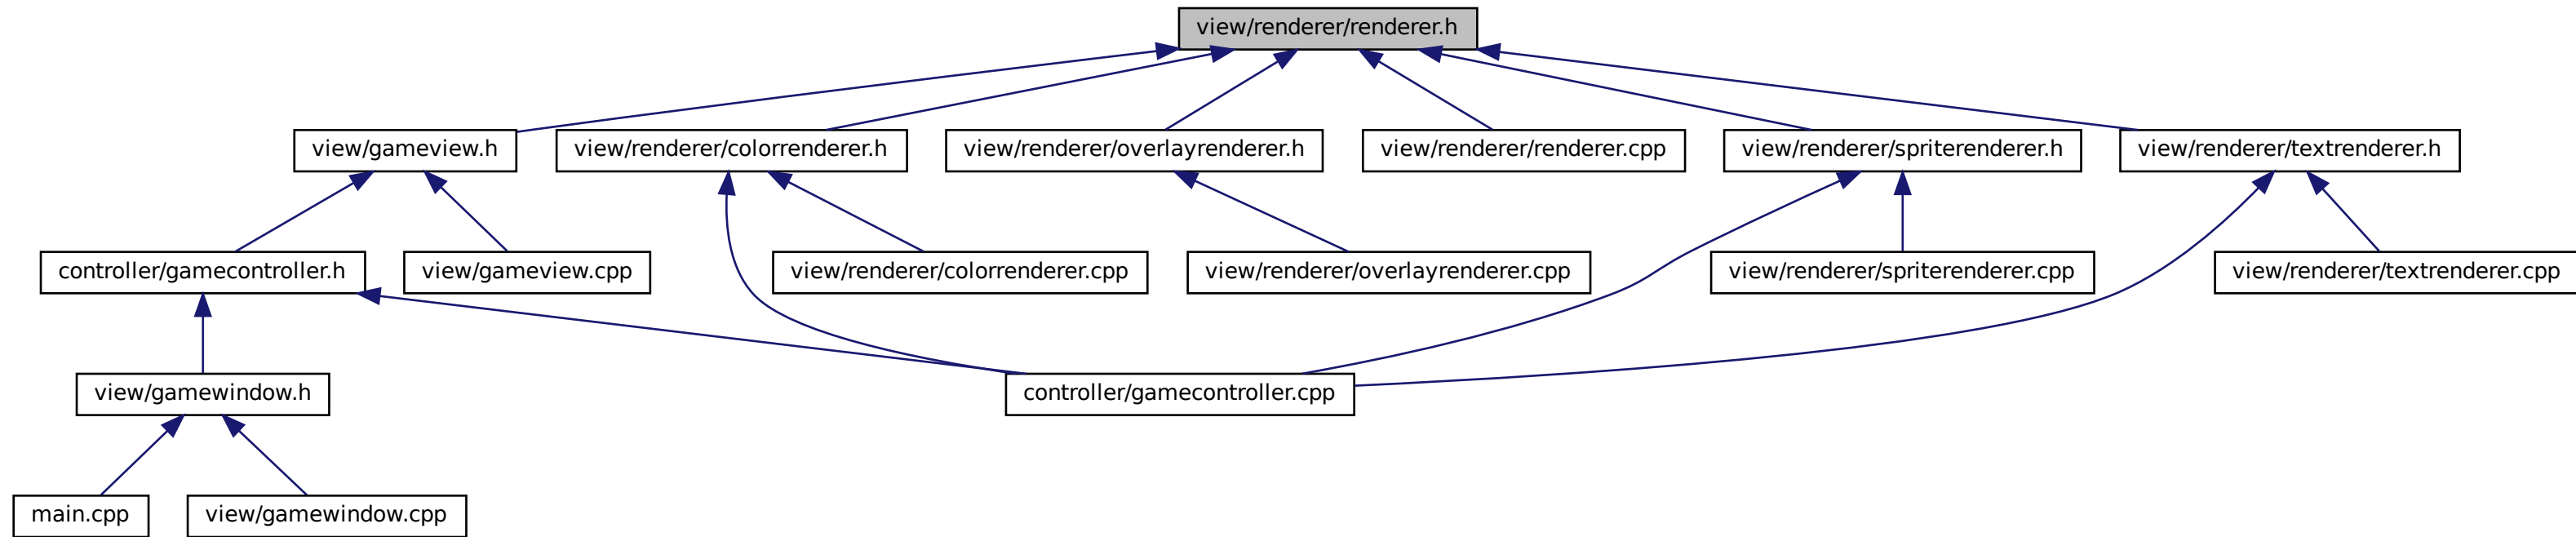 view/renderer/renderer.h
view/gameview.h
view/renderer/colorrenderer.h
view/renderer/overlayrenderer.h
view/renderer/renderer.cpp
view/renderer/spriterenderer.h
view/renderer/textrenderer.h
controller/gamecontroller.h
view/gameview.cpp
view/renderer/colorrenderer.cpp
view/renderer/overlayrenderer.cpp
view/renderer/spriterenderer.cpp
view/renderer/textrenderer.cpp
view/gamewindow.h
controller/gamecontroller.cpp
main.cpp
view/gamewindow.cpp